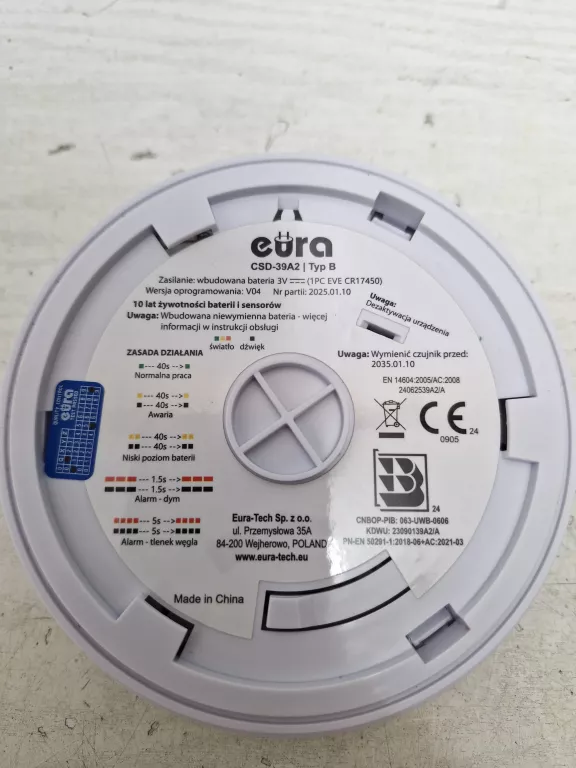 eura
CSD-39A2 | Typ B
Zasilanie: wbudowana bateria 3V (1PC EVE CR17450)
Wersja oprogramowania: V04 Nr partii: 2025.01.10
10 lat żywotności baterii i sensorów
Uwaga: Wbudowana niewymienna bateria - więcej
informacji w instrukcji obsługi
Uwaga:
Dezaktywacja urządzenia
światło dźwięk
ZASADA DZIAŁANIA
--- 40s -->
Normalna praca
--- 40s -->
--- 40s -->
Awaria
--- 40s -->
--- 40s -->
Niski poziom baterii
--- 1.5s -->
--- 1.5s -->
Alarm - dym
--- 5s -->
--- 5s -->
Alarm - tlenek węgla
Uwaga: Wymienić czujnik przed:
2035.01.10
EN 14604:2005/AC:2008
24062539A2/A
CE 24
0905
B
24
CNBOP-PIB: 063-UWB-0606
KDWU: 23090139A2/A
PN-EN 50291-1:2018-06+AC:2021-03
Eura-Tech Sp. z o.o.
ul. Przemysłowa 35A
84-200 Wejherowo, POLAND
www.eura-tech.eu
Made in China
eura